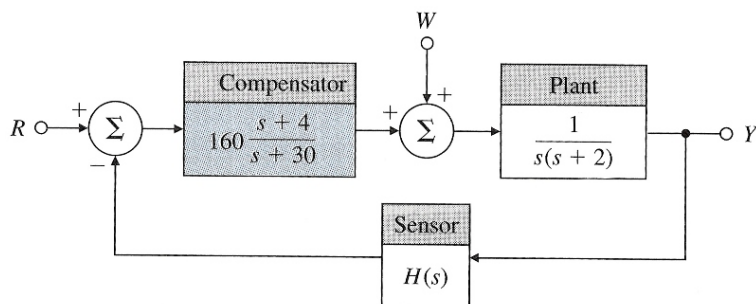 W
Compensator
160 (s + 4)/(s + 30)
Plant
1/(s(s + 2))
R
+
Σ
−
+
+
Σ
Y
Sensor
H(s)